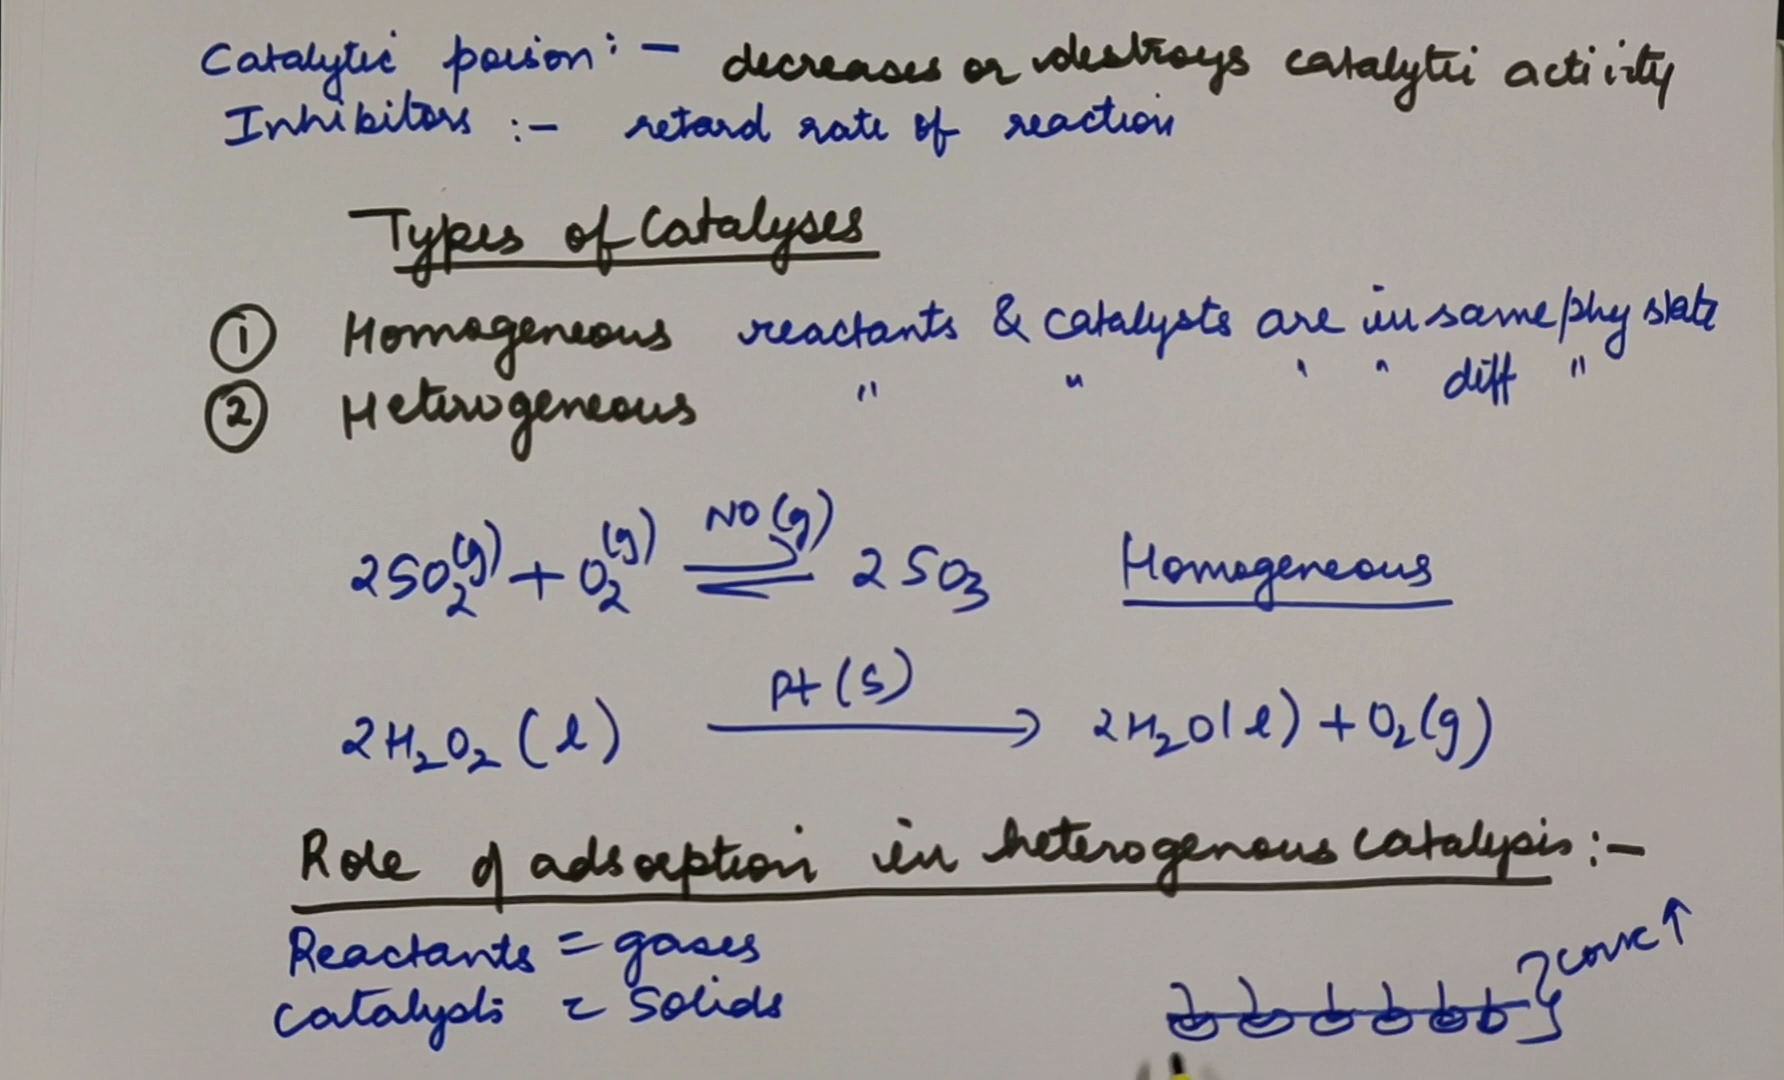 Catalytic poison :- decreases or destroys catalytic activity
Inhibitors :- retard rate of reaction
Types of Catalyses
① Homogeneous reactants & catalysts are in same phy state
② Heterogeneous " " " " diff "
2SO₂(g) + O₂(g) ⇌ NO(g) 2SO₃ Homogeneous
2H₂O₂(l) Pt(s) → 2H₂O(l) + O₂(g)
Role of adsorption in heterogenous catalysis :-
Reactants = gases
catalysts = solids
conc ↑